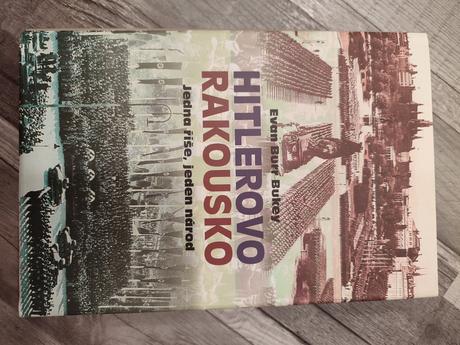 Evan Burr Bukey
HITLEROVO
RAKOUSKO
Jedna říše, jeden národ